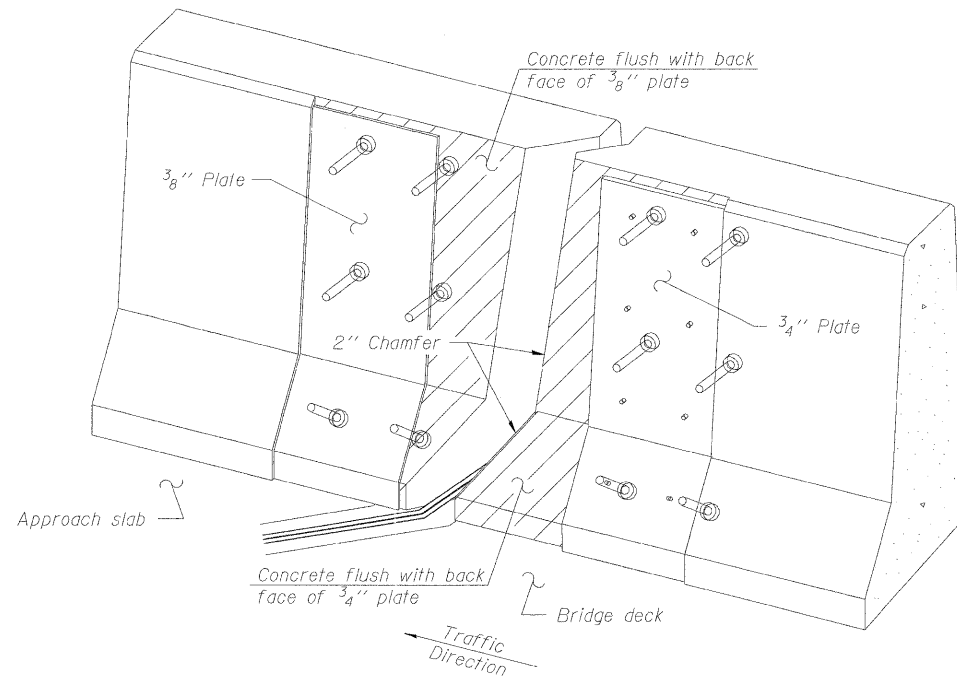 Concrete flush with back
face of 3/8" plate
3/8" Plate
2" Chamfer
3/4" Plate
Approach slab
Concrete flush with back
face of 3/4" plate
Bridge deck
Traffic
Direction